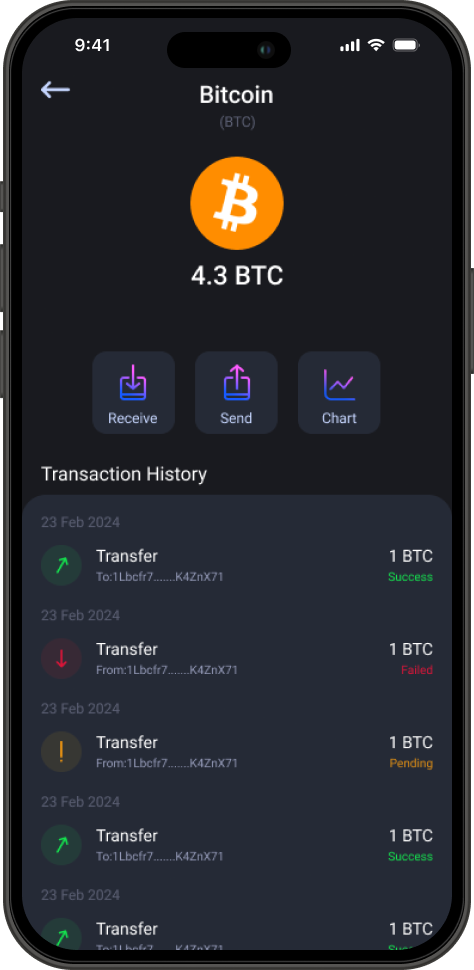 9:41
Bitcoin
(BTC)
4.3 BTC
Receive
Send
Chart
Transaction History
23 Feb 2024
Transfer
1 BTC
To:1Lbcfr7.......K4ZnX71
Success
23 Feb 2024
Transfer
1 BTC
From:1Lbcfr7.......K4ZnX71
Failed
23 Feb 2024
Transfer
1 BTC
From:1Lbcfr7.......K4ZnX71
Pending
23 Feb 2024
Transfer
1 BTC
To:1Lbcfr7.......K4ZnX71
Success
23 Feb 2024
Transfer
1 BTC